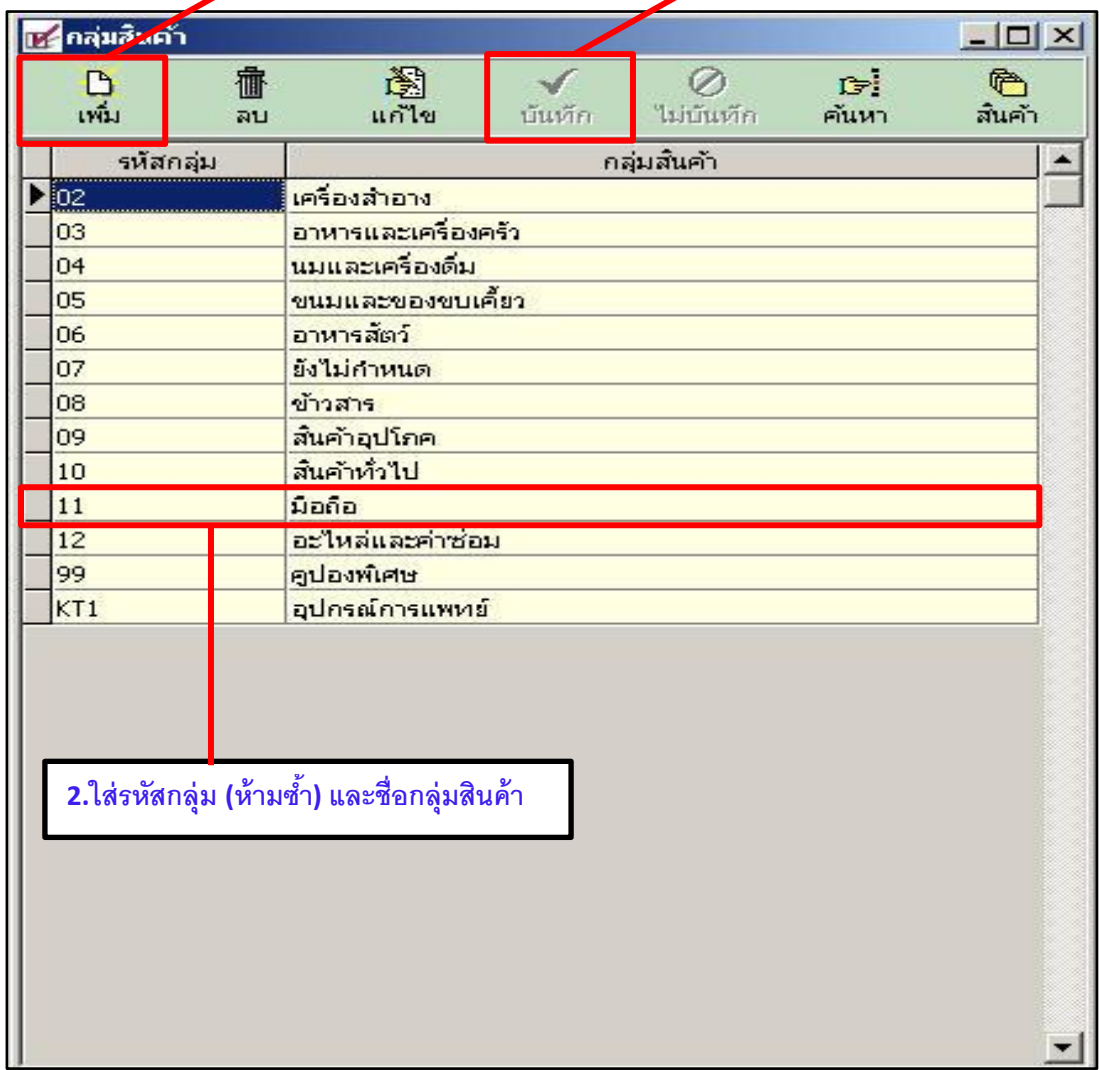 กลุ่มสินค้า
เพิ่ม ลบ แก้ไข บันทึก ไม่บันทึก ค้นหา สินค้า
รหัสกลุ่ม กลุ่มสินค้า
02 เครื่องสำอาง
03 อาหารและเครื่องครัว
04 นมและเครื่องดื่ม
05 ขนมและของขบเคี้ยว
06 อาหารสัตว์
07 ยังไม่กำหนด
08 ข้าวสาร
09 สินค้าอุปโภค
10 สินค้าทั่วไป
11 มือถือ
12 อะไหล่และค่าซ่อม
99 คูปองพิเศษ
KT1 อุปกรณ์การแพทย์
2.ใส่รหัสกลุ่ม (ห้ามซ้ำ) และชื่อกลุ่มสินค้า